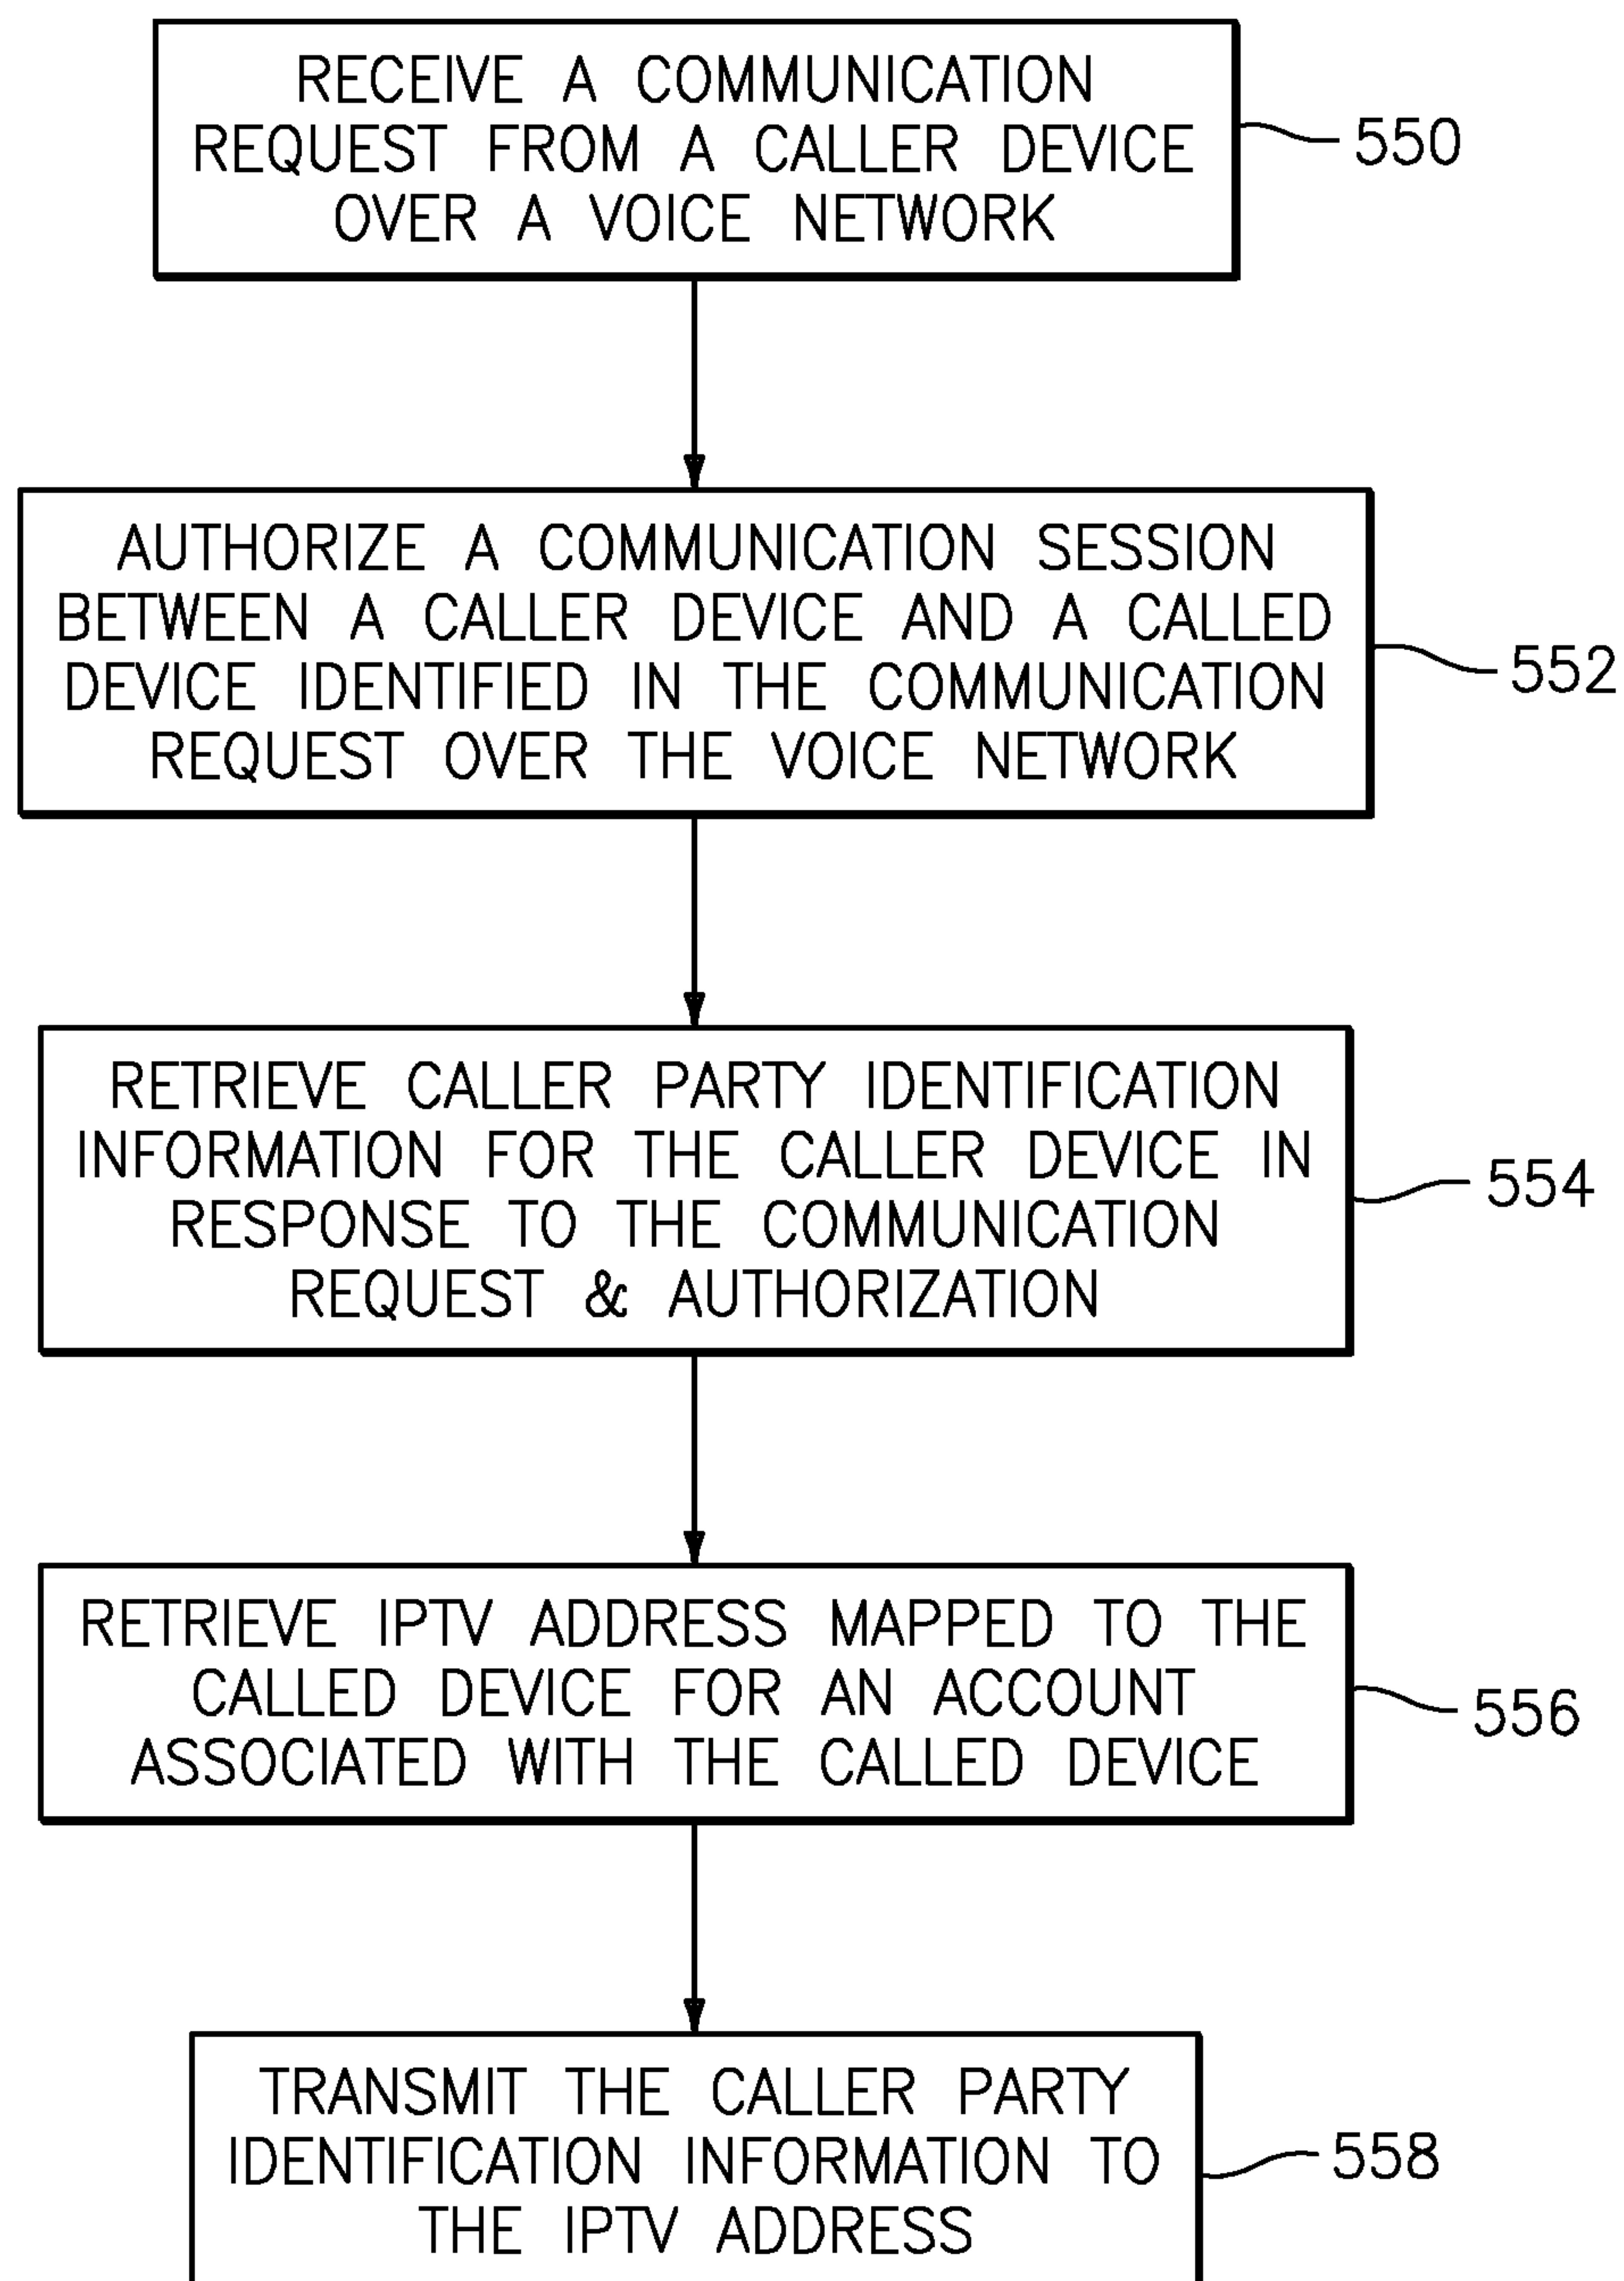 RECEIVE A COMMUNICATION
REQUEST FROM A CALLER DEVICE
OVER A VOICE NETWORK
550
AUTHORIZE A COMMUNICATION SESSION
BETWEEN A CALLER DEVICE AND A CALLED
DEVICE IDENTIFIED IN THE COMMUNICATION
REQUEST OVER THE VOICE NETWORK
552
RETRIEVE CALLER PARTY IDENTIFICATION
INFORMATION FOR THE CALLER DEVICE IN
RESPONSE TO THE COMMUNICATION
REQUEST & AUTHORIZATION
554
RETRIEVE IPTV ADDRESS MAPPED TO THE
CALLED DEVICE FOR AN ACCOUNT
ASSOCIATED WITH THE CALLED DEVICE
556
TRANSMIT THE CALLER PARTY
IDENTIFICATION INFORMATION TO
THE IPTV ADDRESS
558